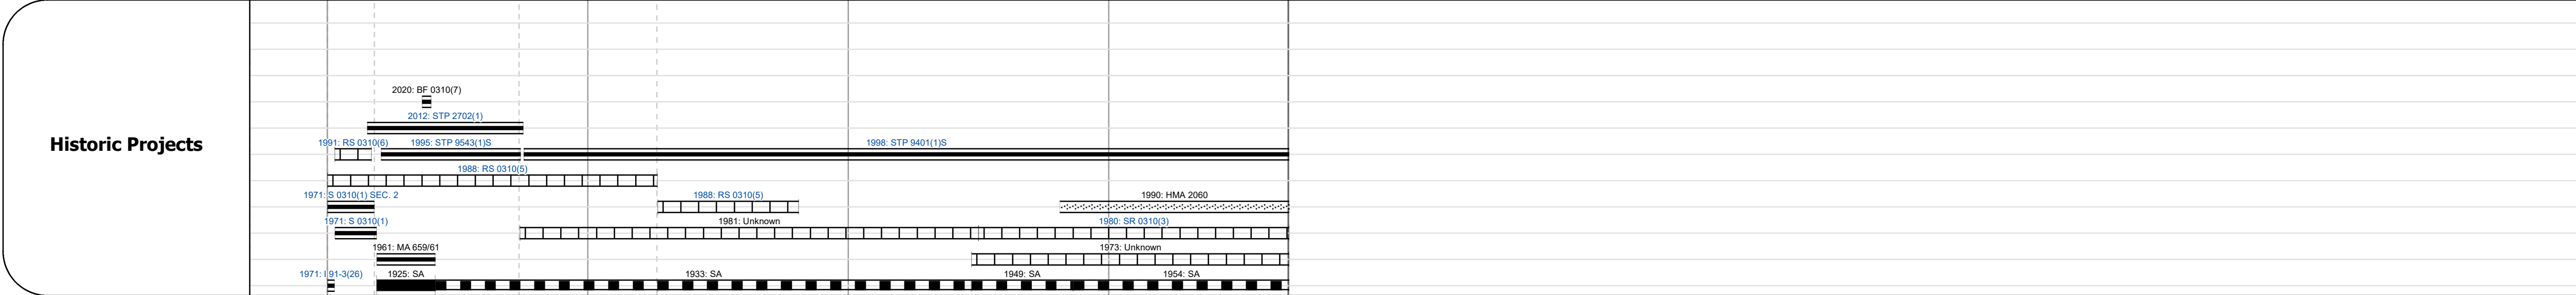 Historic Projects
2020: BF 0310(7)
2012: STP 2702(1)
1991: RS 0310(6) 1995: STP 9543(1)S 1998: STP 9401(1)S
1988: RS 0310(5)
1971: S 0310(1) SEC. 2 1988: RS 0310(5) 1990: HMA 2060
1971: S 0310(1) 1981: Unknown 1980: SR 0310(3)
1961: MA 659/61 1973: Unknown
1971: I 91-3(26) 1925: SA 1933: SA 1949: SA 1954: SA